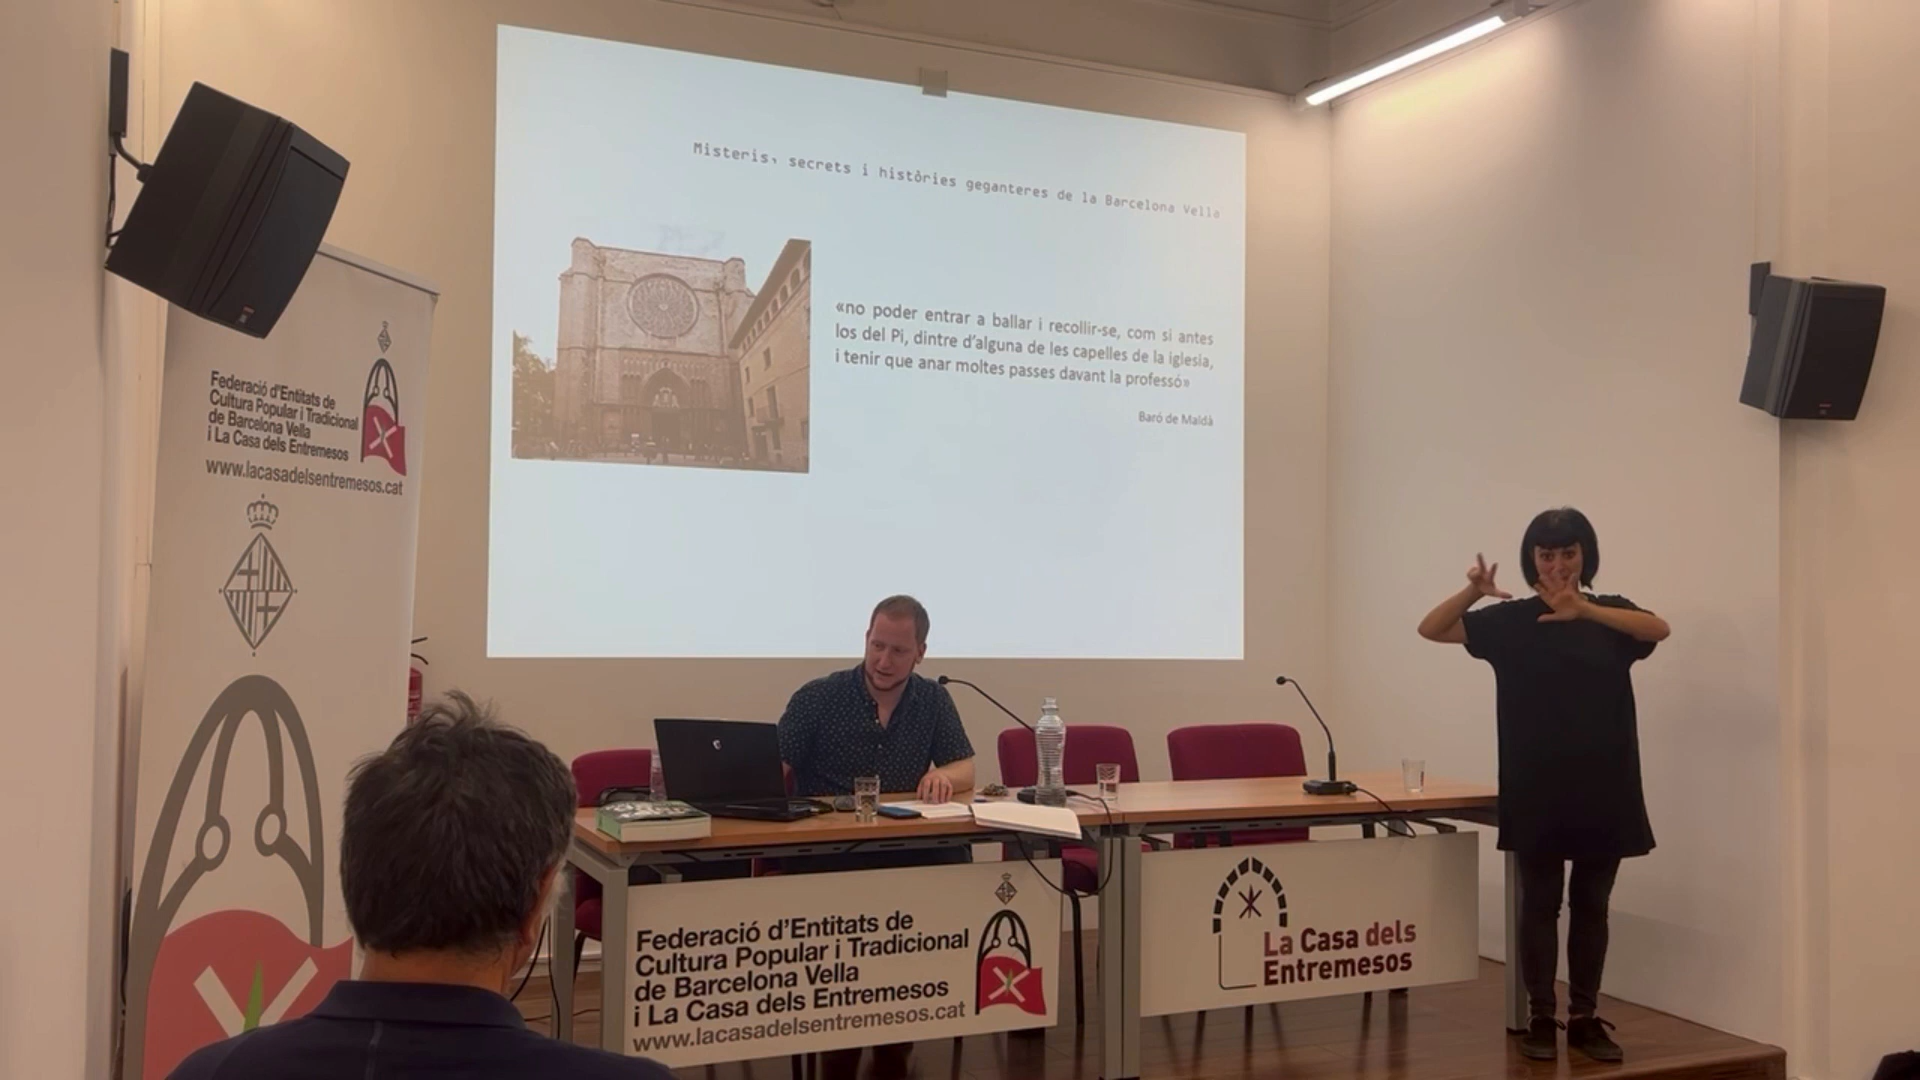 Misteris, secrets i històries geganteres de la Barcelona Vella
«no poder entrar a ballar i recollir-se, com si antes
los del Pi, dintre d'alguna de les capelles de la iglesia,
i tenir que anar moltes passes davant la professó»
Baró de Maldà
Federació d'Entitats de
Cultura Popular i Tradicional
de Barcelona Vella
i La Casa dels Entremesos
www.lacasadelsentremesos.cat
Federació d'Entitats de
Cultura Popular i Tradicional
de Barcelona Vella
i La Casa dels Entremesos
www.lacasadelsentremesos.cat
La Casa dels
Entremesos